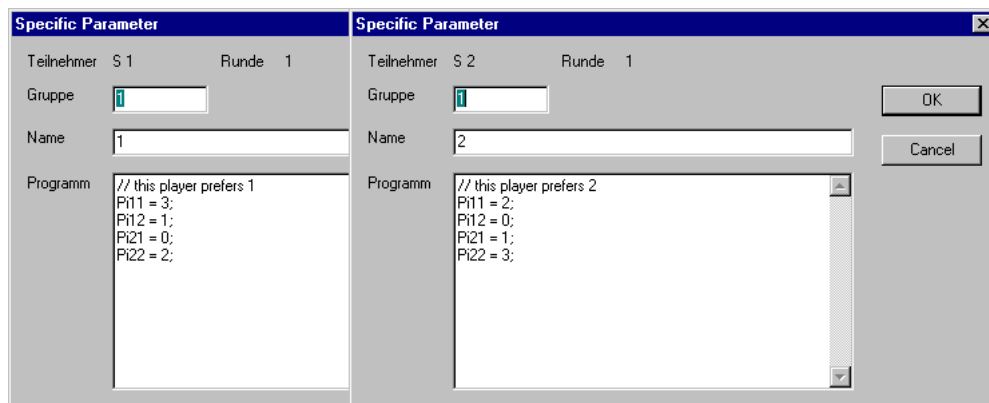 Specific Parameter
Teilnehmer S 1 Runde 1
Gruppe 1
Name 1
Programm // this player prefers 1
Pi11 = 3;
Pi12 = 1;
Pi21 = 0;
Pi22 = 2;
Specific Parameter
Teilnehmer S 2 Runde 1
Gruppe 1
OK
Name 2
Cancel
Programm // this player prefers 2
Pi11 = 2;
Pi12 = 0;
Pi21 = 1;
Pi22 = 3;